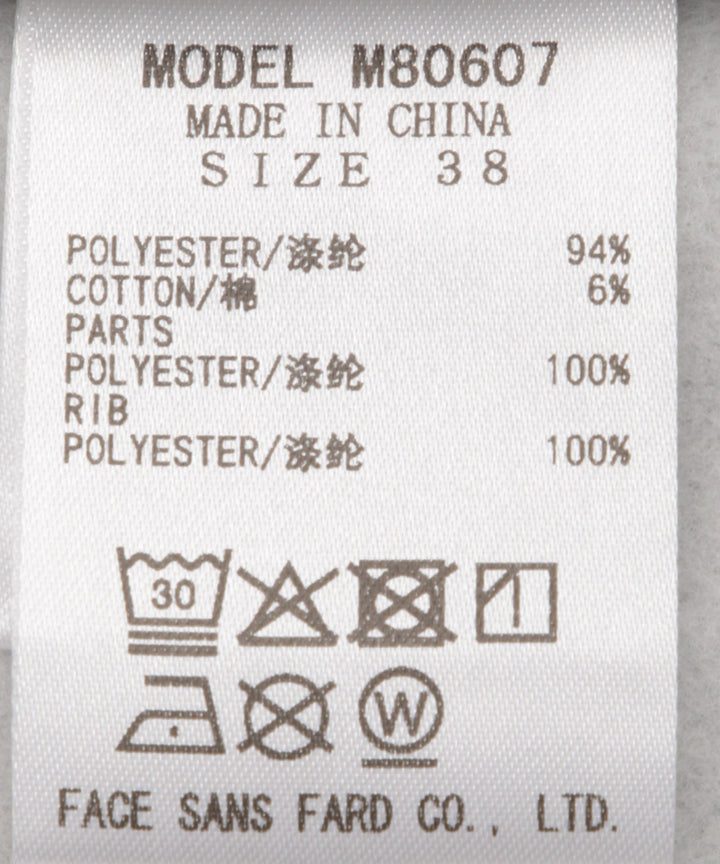 MODEL M80607
MADE IN CHINA
SIZE 38
POLYESTER/涤纶 94%
COTTON/棉 6%
PARTS
POLYESTER/涤纶 100%
RIB
POLYESTER/涤纶 100%
30
W
FACE SANS FARD CO., LTD.